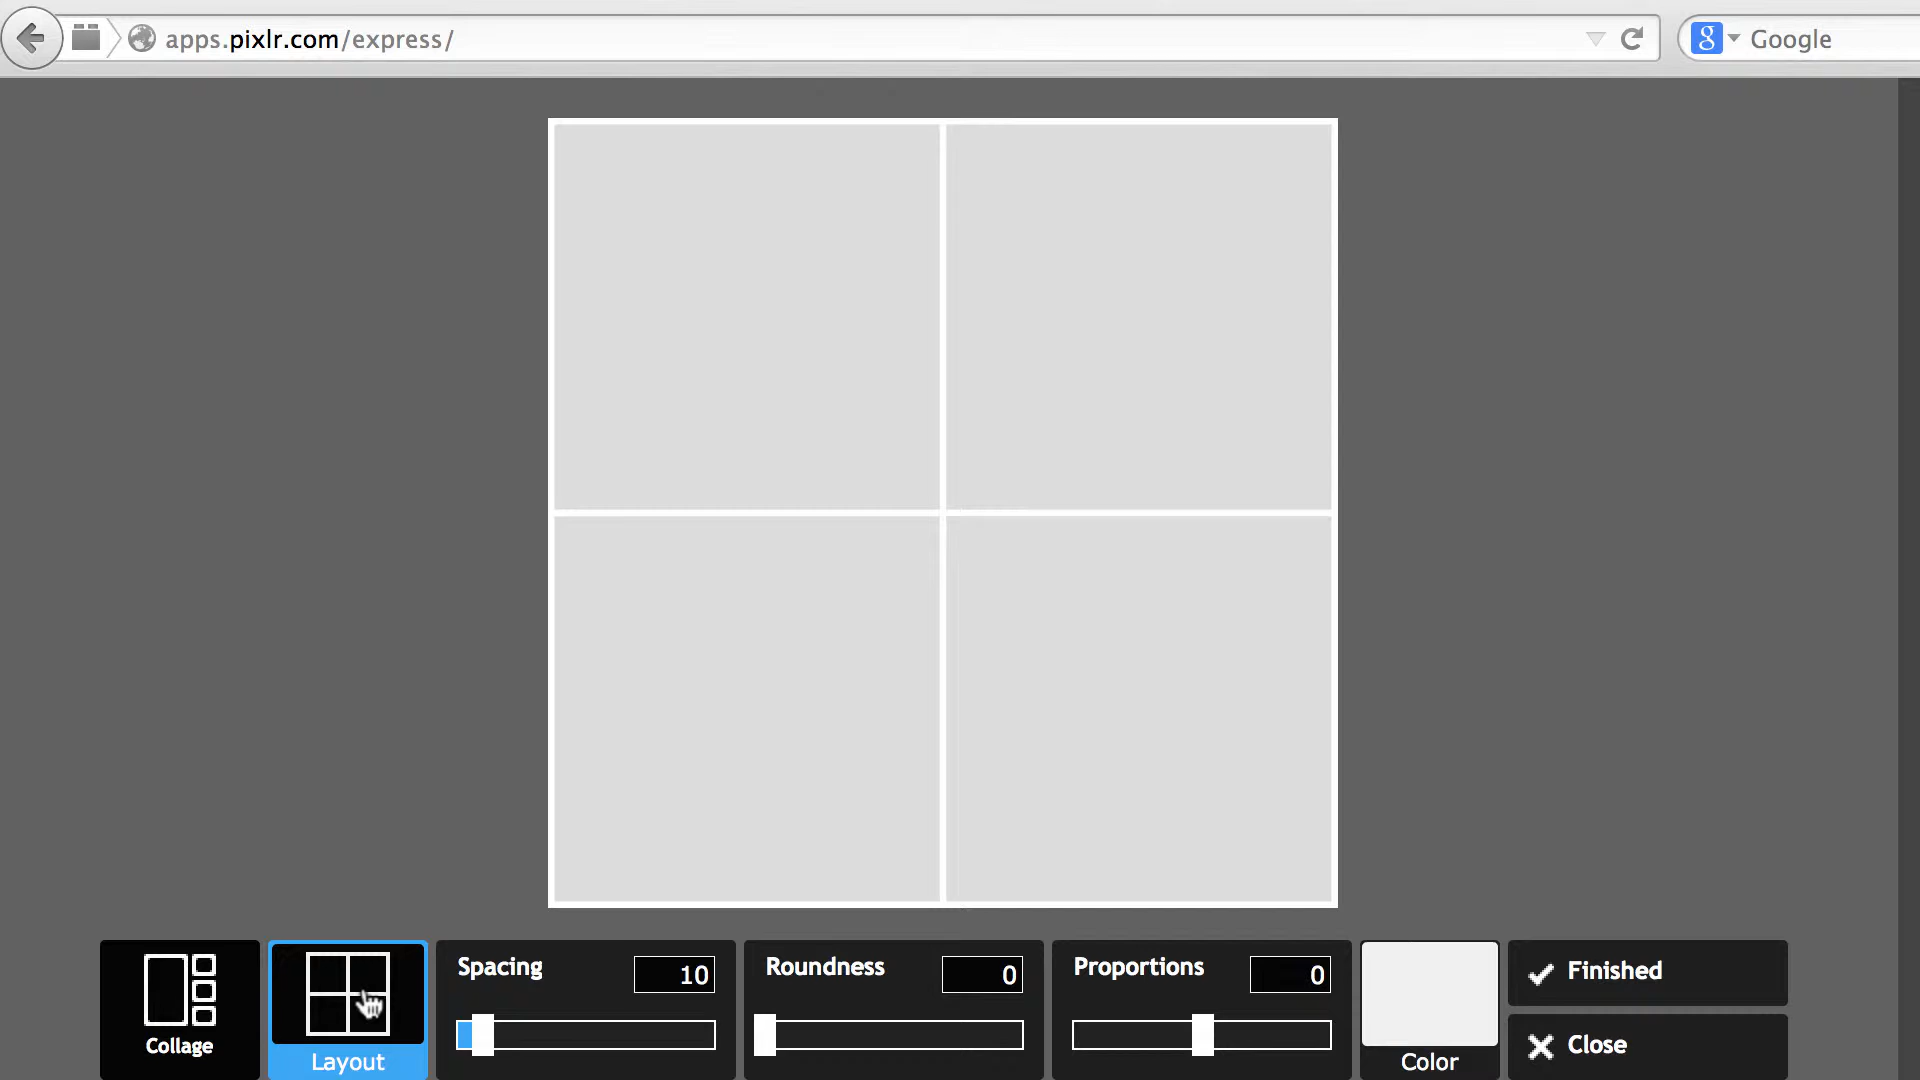 apps.pixlr.com/express/
g Google
Collage
Layout
Spacing 10
Roundness 0
Proportions 0
Color
Finished
Close